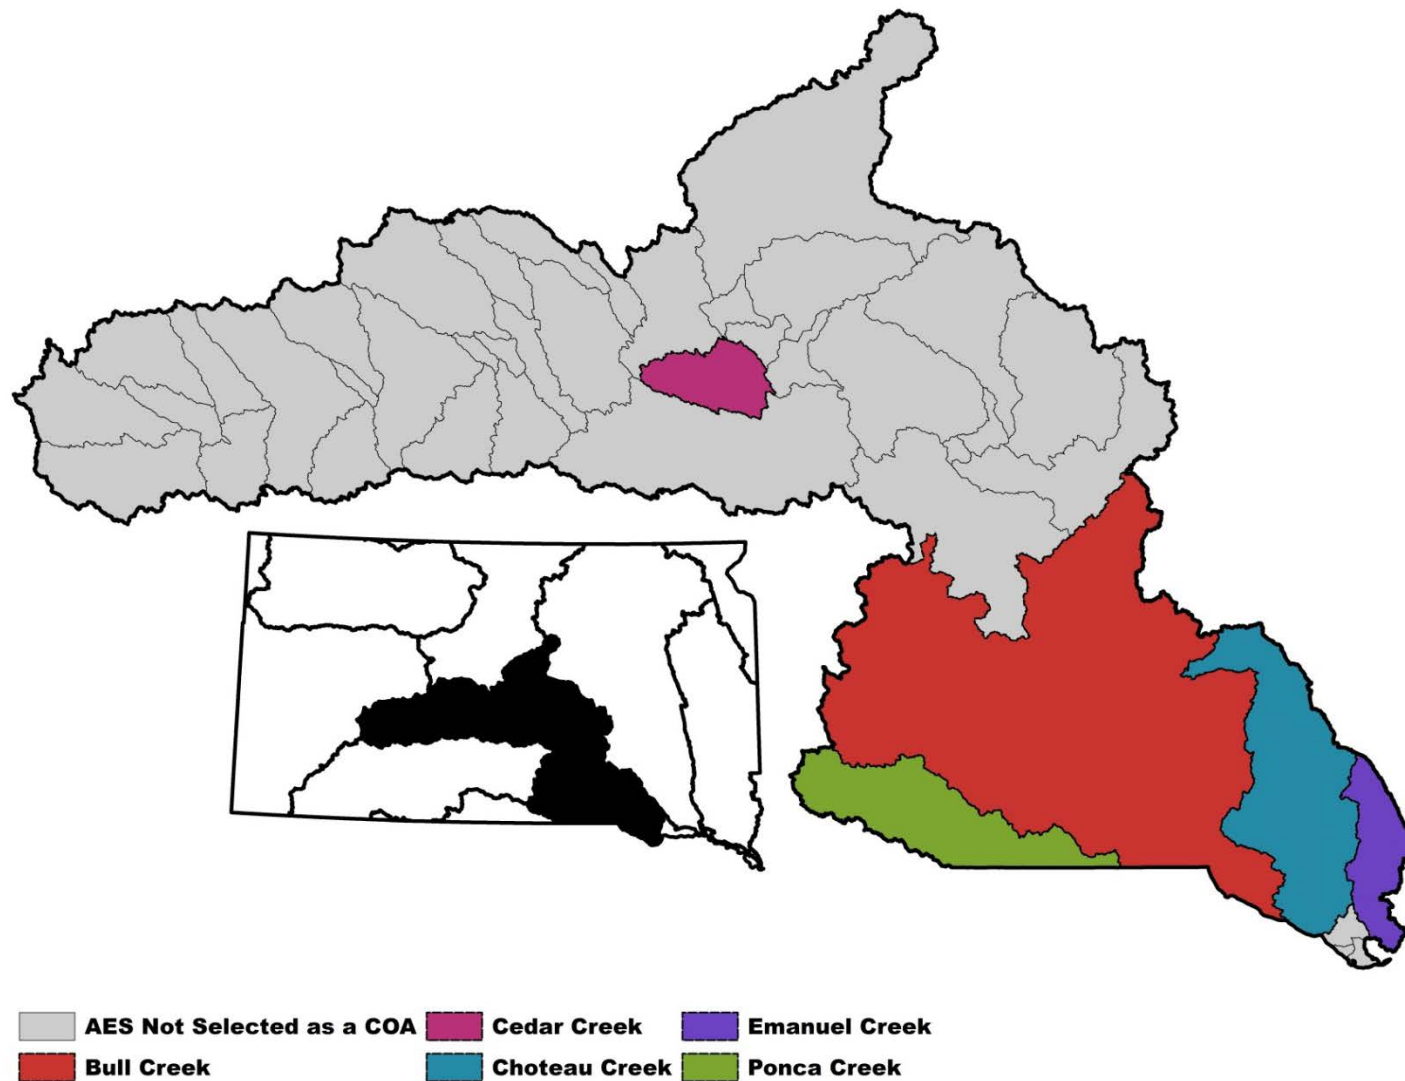 AES Not Selected as a COA
Cedar Creek
Emanuel Creek
Bull Creek
Choteau Creek
Ponca Creek